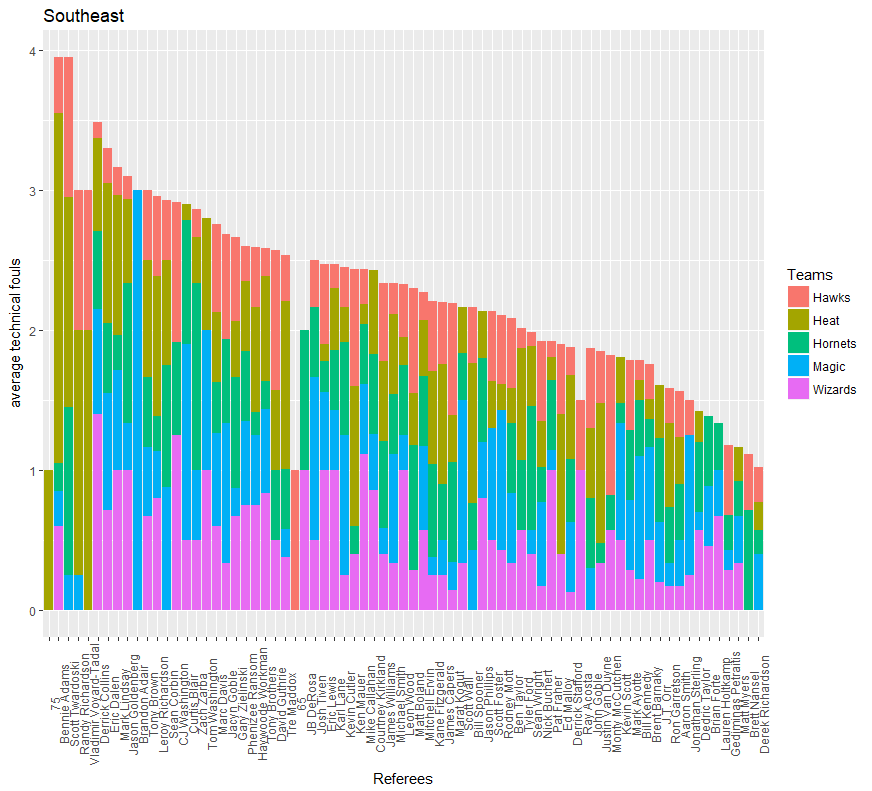 Southeast
4
3
2
1
0
average technical fouls
75
Bennie Adams
Scott Twardoski
Randy Richardson
Vladimir Voyard-Tadal
Derrick Collins
Eric Dalen
Mark Lindsay
Jason Goldenberg
Brandon Adair
Tony Brown
Leroy Richardson
Sean Corbin
CJ Washington
Curtis Blair
Zach Zarba
Tom Washington
Marc Davis
Jacyn Goble
Gary Zielinski
Phenizee Ransom
Haywoode Workman
Tony Brothers
David Guthrie
Tre Maddox
65
JB DeRosa
Josh Tiven
Eric Lewis
Karl Lane
Kevin Cutler
Ken Mauer
Mike Callahan
Courtney Kirkland
James Williams
Michael Smith
Leon Wood
Matt Boland
Mitchell Ervin
Kane Fitzgerald
James Capers
Marat Kogut
Scott Wall
Bill Spooner
Jason Phillips
Scott Foster
Rodney Mott
Ben Taylor
Tyler Ford
Sean Wright
Nick Buchert
Pat Fraher
Ed Malloy
Derrick Stafford
Ray Acosta
John Goble
Justin Van Duyne
Monty McCutchen
Kevin Scott
Mark Ayotte
Bill Kennedy
Brent Barnaky
J T Orr
Ron Garretson
Aaron Smith
Jonathan Sterling
Dedric Taylor
Brian Forte
Lauren Holtkamp
Gediminas Petraitis
Matt Myers
Brett Nansel
Derek Richardson
Referees
Teams
Hawks
Heat
Hornets
Magic
Wizards